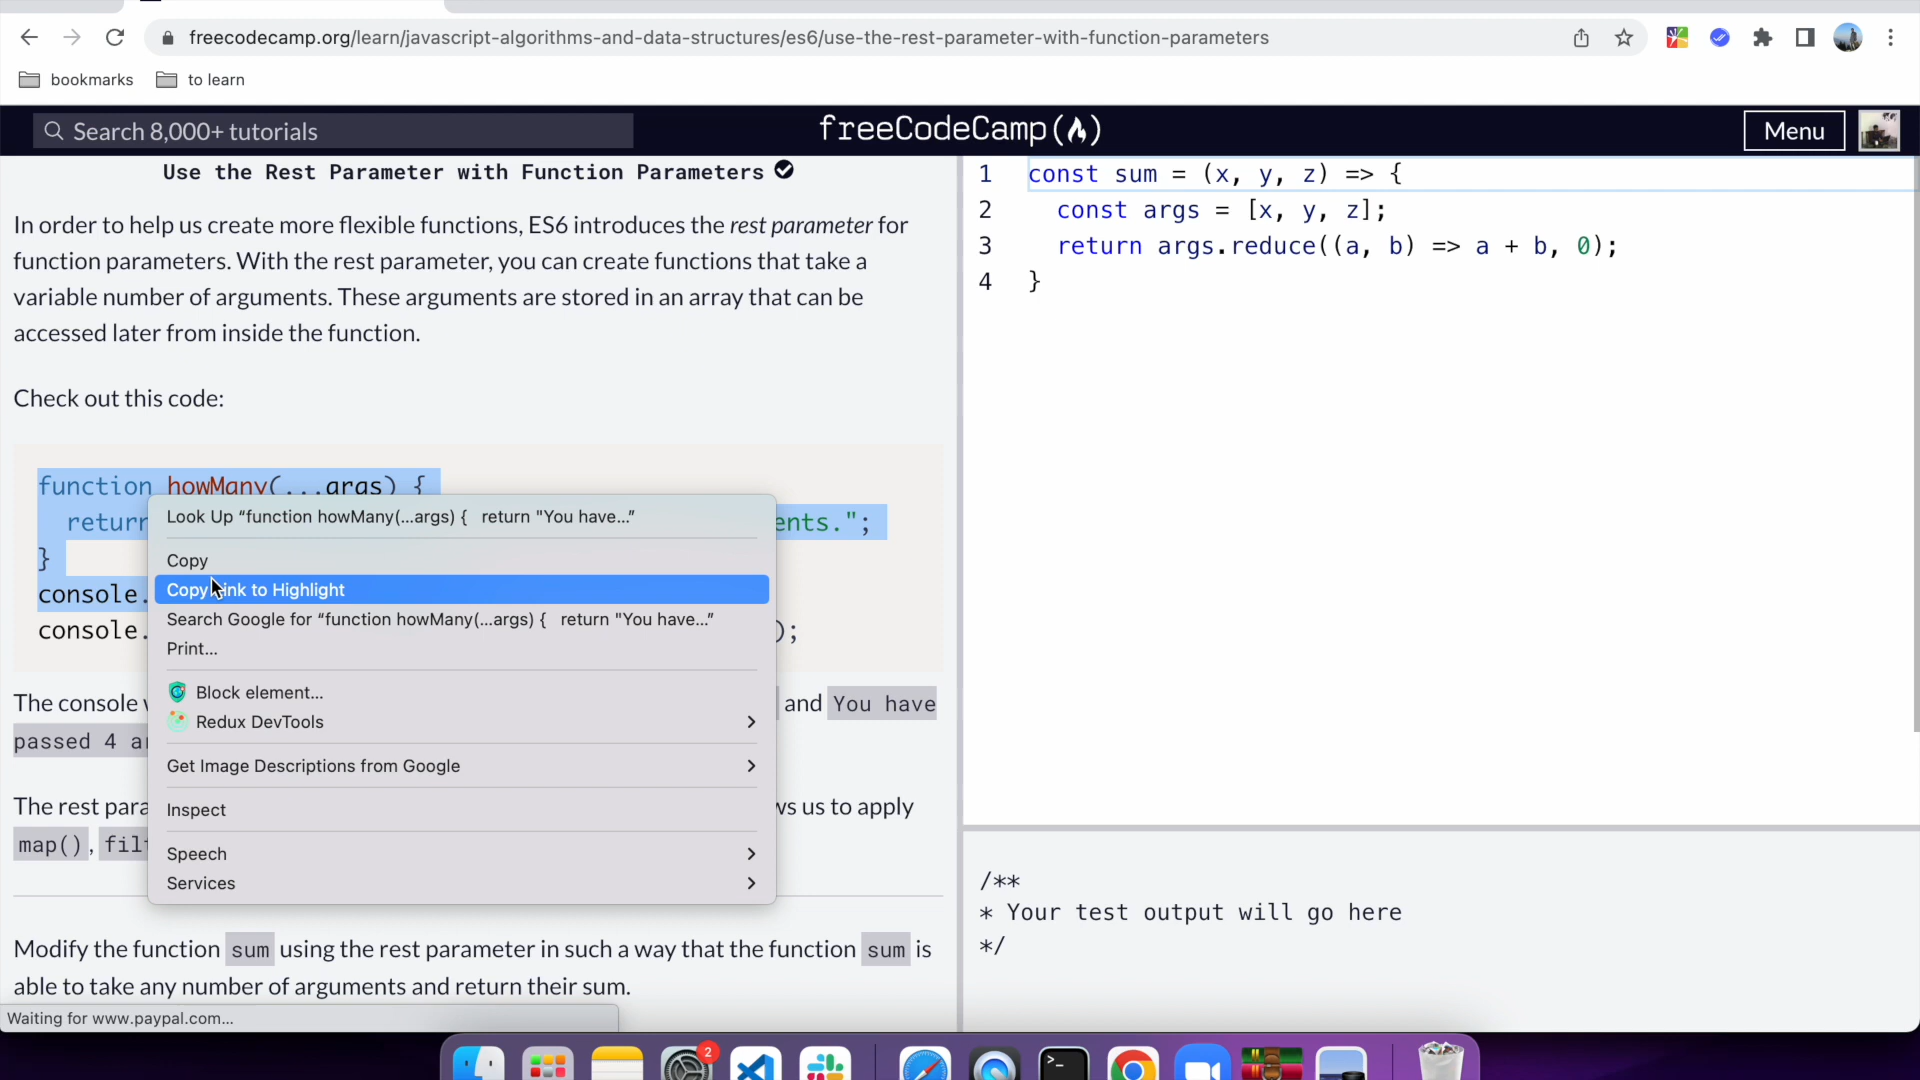 freecodecamp.org/learn/javascript-algorithms-and-data-structures/es6/use-the-rest-parameter-with-function-parameters
bookmarks to learn
Search 8,000+ tutorials
freeCodeCamp(🔥)
Menu
Use the Rest Parameter with Function Parameters
In order to help us create more flexible functions, ES6 introduces the rest parameter for
function parameters. With the rest parameter, you can create functions that take a
variable number of arguments. These arguments are stored in an array that can be
accessed later from inside the function.
Check out this code:
function howMany(...args) {
return
ents.";
}
console.
console.
);
Look Up “function howMany(...args) { return "You have...”
Copy
Copy Link to Highlight
Search Google for “function howMany(...args) { return "You have...”
Print...
Block element...
Redux DevTools
Get Image Descriptions from Google
Inspect
Speech
Services
The console
and You have
passed 4
The rest
us to apply
map(),
Modify the function sum using the rest parameter in such a way that the function sum is
able to take any number of arguments and return their sum.
Waiting for www.paypal.com...
1 const sum = (x, y, z) => {
2 const args = [x, y, z];
3 return args.reduce((a, b) => a + b, 0);
4 }
/**
* Your test output will go here
*/
2
>_